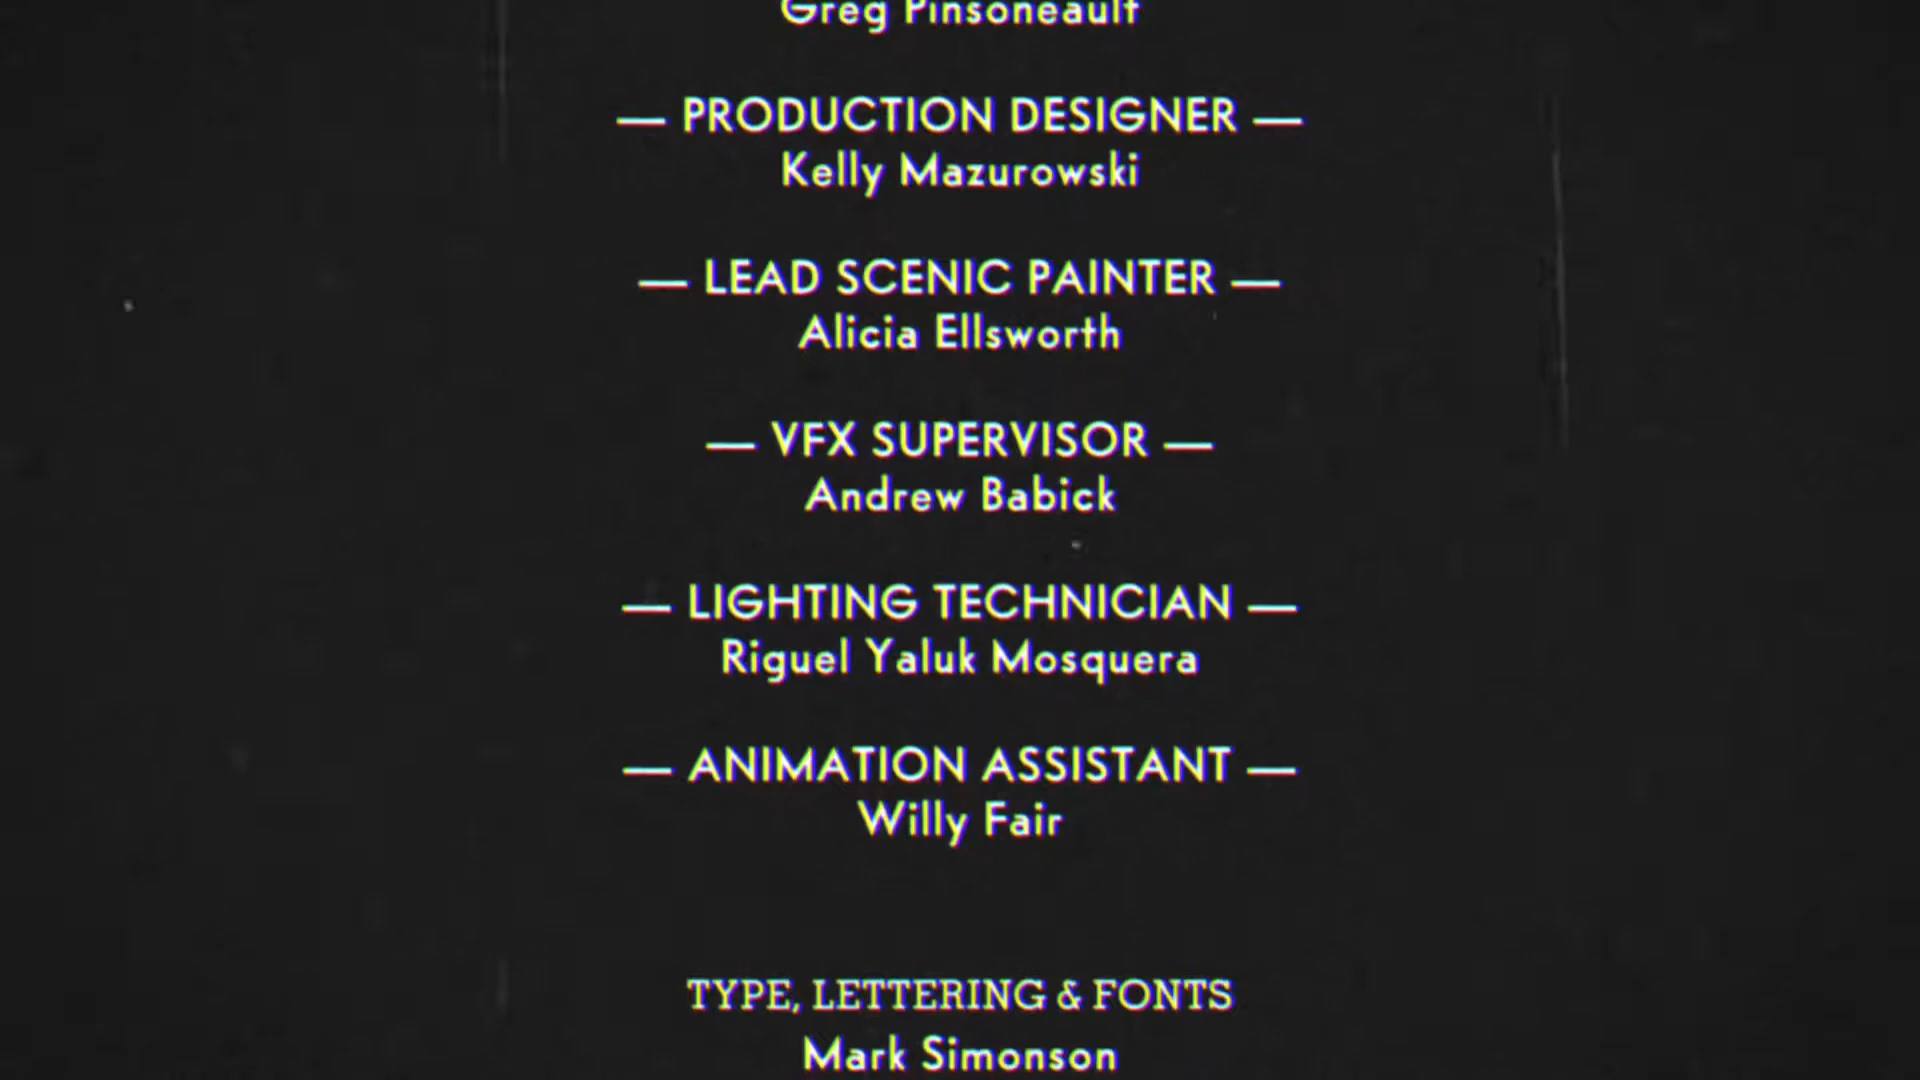 Greg Pinsoneault
— PRODUCTION DESIGNER —
Kelly Mazurowski
— LEAD SCENIC PAINTER —
Alicia Ellsworth
— VFX SUPERVISOR —
Andrew Babick
— LIGHTING TECHNICIAN —
Riguel Yaluk Mosquera
— ANIMATION ASSISTANT —
Willy Fair
TYPE, LETTERING & FONTS
Mark Simonson